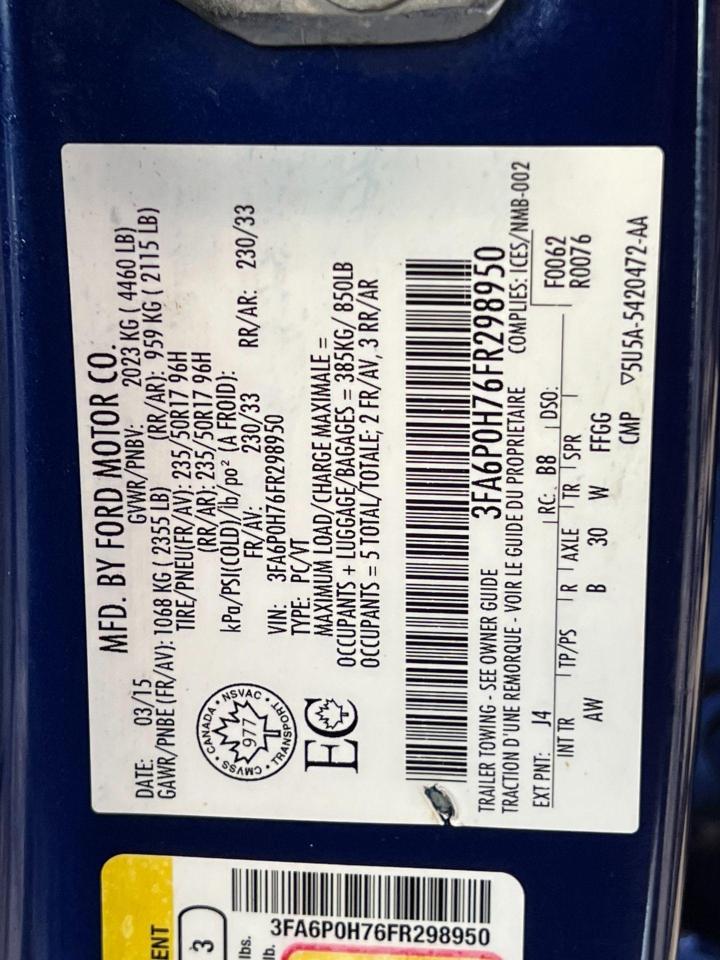 MFD. BY FORD MOTOR CO.
DATE: 03/15 GVWR/PNBV: 2023 KG ( 4460 LB)
GAWR/PNBE (FR/AV): 1068 KG ( 2355 LB) (RR/AR): 959 KG ( 2115 LB)
TIRE/PNEU(FR/AV): 235/50R17 96H
(RR/AR): 235/50R17 96H
kPa/PSI(COLD)/lb/po² (A FROID):
FR/AV: 230/33 RR/AR: 230/33
VIN: 3FA6P0H76FR298950
TYPE: PC/VT
MAXIMUM LOAD/CHARGE MAXIMALE =
OCCUPANTS + LUGGAGE/BAGAGES = 385KG/ 850LB
OCCUPANTS = 5 TOTAL/TOTALE; 2 FR/AV, 3 RR/AR
CANADA • NSVAC • TRANSPORT • CMVSS •
977
EC
3FA6P0H76FR298950
TRAILER TOWING - SEE OWNER GUIDE COMPLIES: ICES/NMB-002
TRACTION D'UNE REMORQUE - VOIR LE GUIDE DU PROPRIETAIRE
EXT PNT: J4 RC: B8 DSO: F0062
R0076
INT TR TP/PS R AXLE TR SPR
AW B 30 W FFGG
CMP ▽5U5A-5420472-AA
ENT
3
lbs.
lb.
3FA6P0H76FR298950